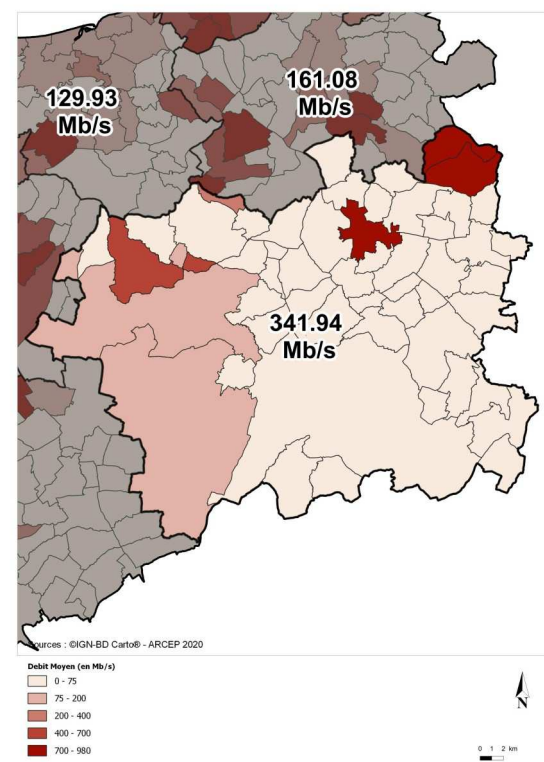 129.93
Mb/s
161.08
Mb/s
341.94
Mb/s
ources : ©IGN-BD Carto® - ARCEP 2020
Debit Moyen (en Mb/s)
0 - 75
75 - 200
200 - 400
400 - 700
700 - 980
N
0 1 2 km